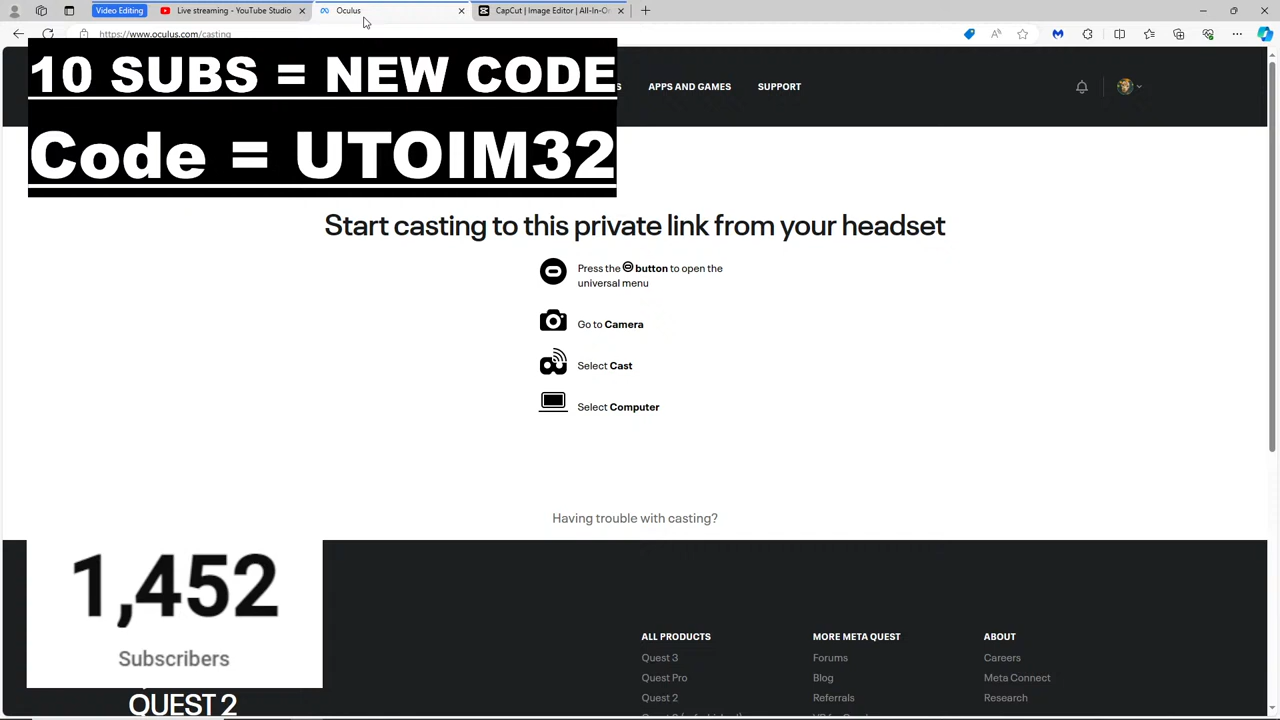 Video Editing
Live streaming - YouTube Studio
Oculus
CapCut | Image Editor | All-In-O
https://www.oculus.com/casting
10 SUBS = NEW CODE
Code = UTOIM32
APPS AND GAMES
SUPPORT
Start casting to this private link from your headset
Press the button to open the
universal menu
Go to Camera
Select Cast
Select Computer
Having trouble with casting?
1,452
Subscribers
QUEST 2
ALL PRODUCTS
Quest 3
Quest Pro
Quest 2
MORE META QUEST
Forums
Blog
Referrals
ABOUT
Careers
Meta Connect
Research